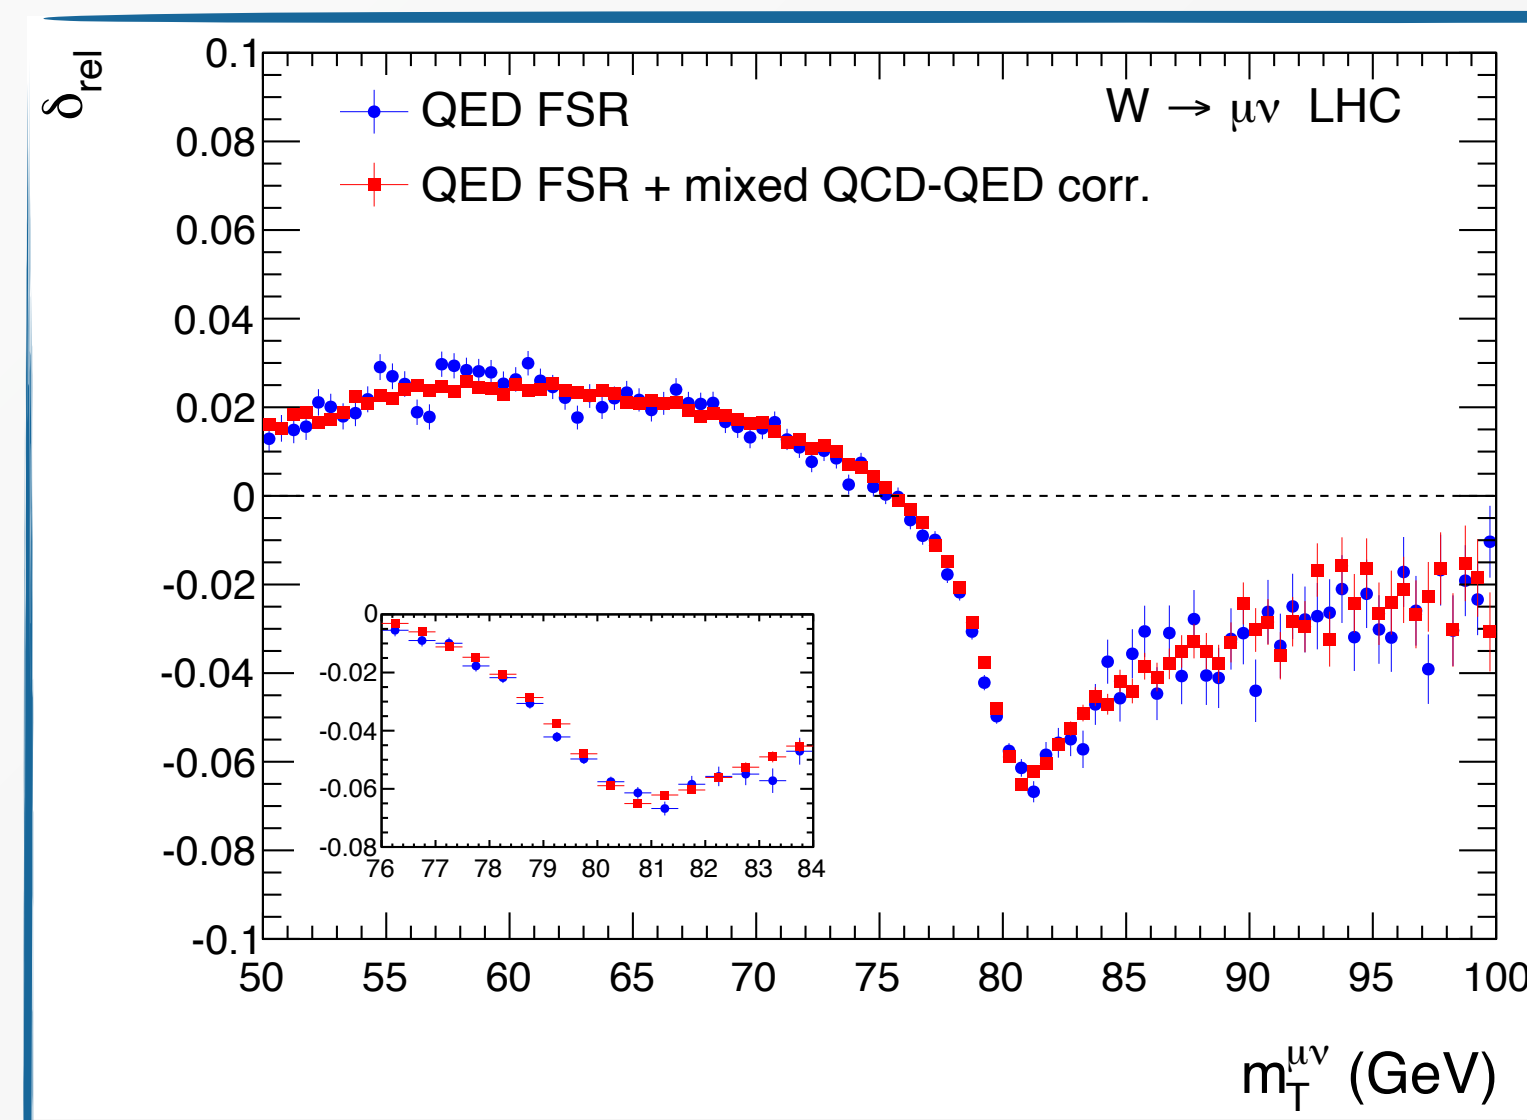 δrel
0.1
QED FSR
W → μν LHC
0.08
QED FSR + mixed QCD-QED corr.
0.06
0.04
0.02
0
-0.02
-0.04
-0.06
-0.08
-0.1
0
-0.02
-0.04
-0.06
-0.08
76 77 78 79 80 81 82 83 84
50 55 60 65 70 75 80 85 90 95 100
mTμν (GeV)